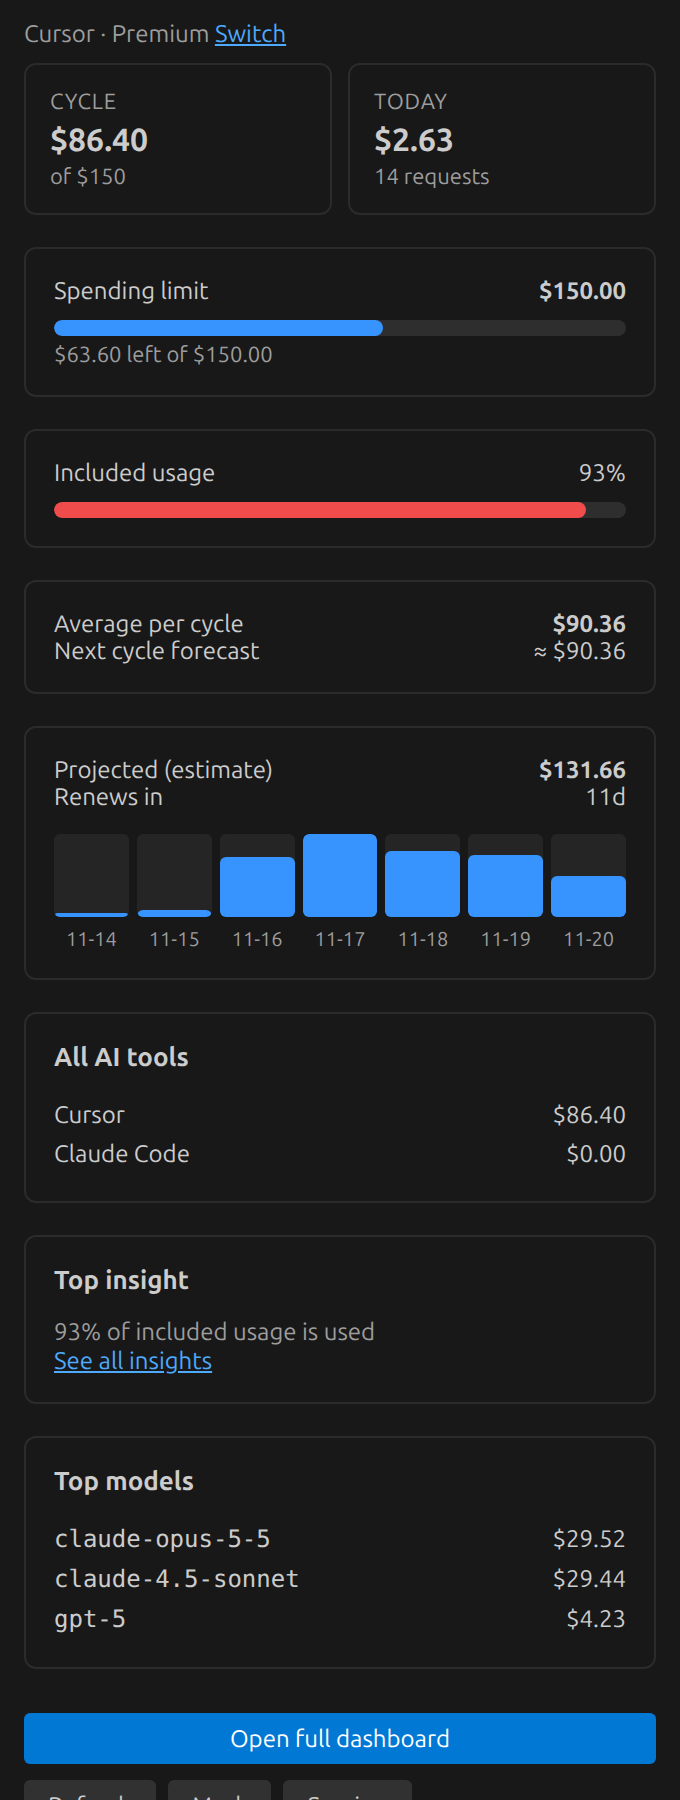 Cursor · Premium Switch
CYCLE
$86.40
of $150
TODAY
$2.63
14 requests
Spending limit $150.00
$63.60 left of $150.00
Included usage 93%
Average per cycle $90.36
Next cycle forecast ≈ $90.36
Projected (estimate) $131.66
Renews in 11d
11-14 11-15 11-16 11-17 11-18 11-19 11-20
All AI tools
Cursor $86.40
Claude Code $0.00
Top insight
93% of included usage is used
See all insights
Top models
claude-opus-5-5 $29.52
claude-4.5-sonnet $29.44
gpt-5 $4.23
Open full dashboard